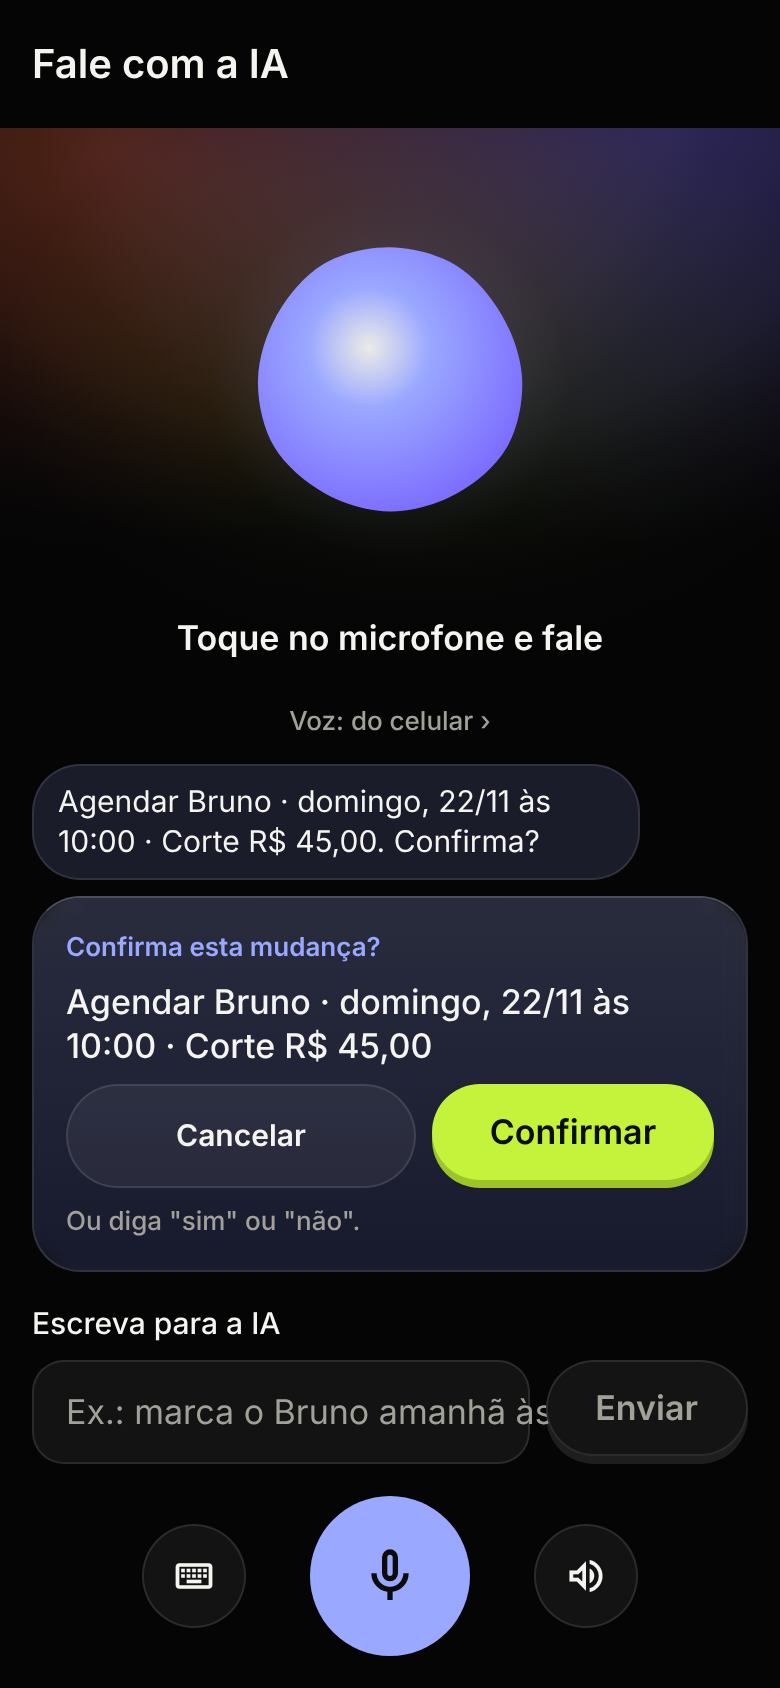 Fale com a IA
Toque no microfone e fale
Voz: do celular ›
Agendar Bruno · domingo, 22/11 às
10:00 · Corte R$ 45,00. Confirma?
Confirma esta mudança?
Agendar Bruno · domingo, 22/11 às
10:00 · Corte R$ 45,00
Cancelar
Confirmar
Ou diga "sim" ou "não".
Escreva para a IA
Ex.: marca o Bruno amanhã às
Enviar